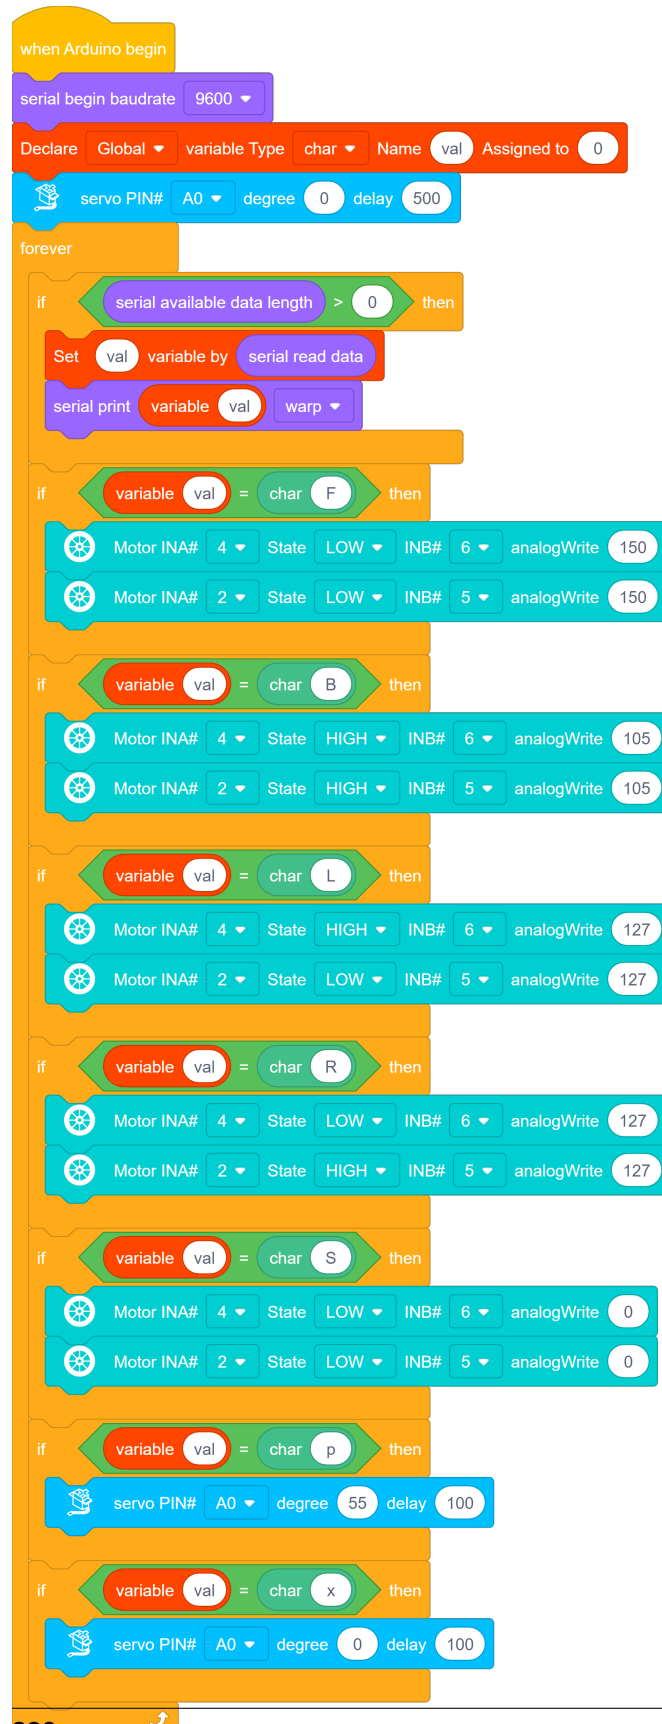 when Arduino begin
serial begin baudrate 9600
Declare Global variable Type char Name val Assigned to 0
servo PIN# A0 degree 0 delay 500
forever
if serial available data length > 0 then
Set val variable by serial read data
serial print variable val warp
if variable val = char F then
Motor INA# 4 State LOW INB# 6 analogWrite 150
Motor INA# 2 State LOW INB# 5 analogWrite 150
if variable val = char B then
Motor INA# 4 State HIGH INB# 6 analogWrite 105
Motor INA# 2 State HIGH INB# 5 analogWrite 105
if variable val = char L then
Motor INA# 4 State HIGH INB# 6 analogWrite 127
Motor INA# 2 State LOW INB# 5 analogWrite 127
if variable val = char R then
Motor INA# 4 State LOW INB# 6 analogWrite 127
Motor INA# 2 State HIGH INB# 5 analogWrite 127
if variable val = char S then
Motor INA# 4 State LOW INB# 6 analogWrite 0
Motor INA# 2 State LOW INB# 5 analogWrite 0
if variable val = char p then
servo PIN# A0 degree 55 delay 100
if variable val = char x then
servo PIN# A0 degree 0 delay 100